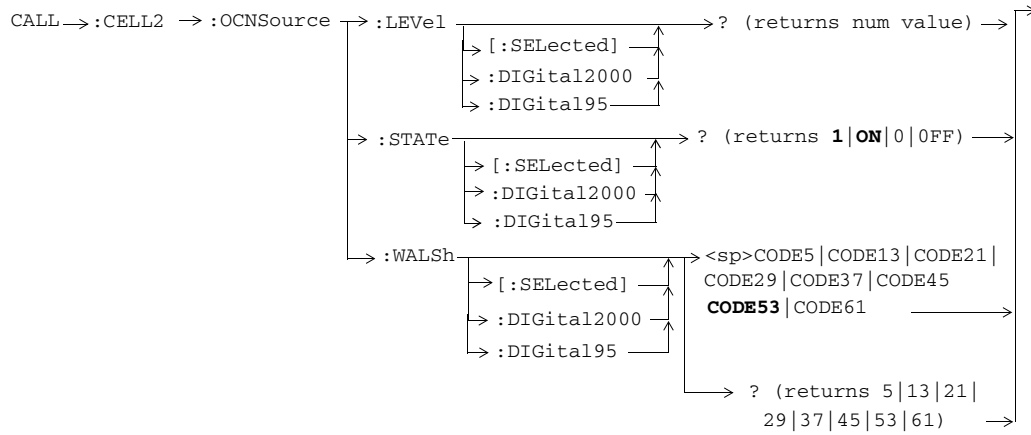 CALL :CELL2 :OCNSource :LEVel ? (returns num value)
[:SELected]
:DIGital2000
:DIGital95
:STATe ? (returns 1|ON|0|0FF)
[:SELected]
:DIGital2000
:DIGital95
:WALSh <sp>CODE5|CODE13|CODE21|
[:SELected] CODE29|CODE37|CODE45
:DIGital2000 CODE53|CODE61
:DIGital95
? (returns 5|13|21|
29|37|45|53|61)